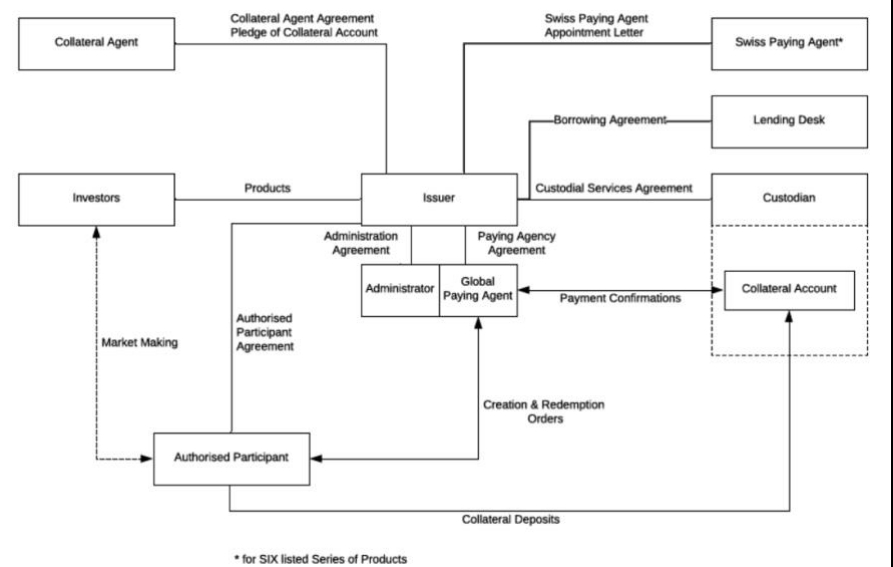 Collateral Agent Agreement
Pledge of Collateral Account
Swiss Paying Agent
Appointment Letter
Collateral Agent
Swiss Paying Agent*
Borrowing Agreement
Lending Desk
Investors
Products
Issuer
Custodial Services Agreement
Custodian
Administration
Agreement
Paying Agency
Agreement
Administrator
Global
Paying Agent
Payment Confirmations
Collateral Account
Market Making
Authorised
Participant
Agreement
Creation & Redemption
Orders
Authorised Participant
Collateral Deposits
* for SIX listed Series of Products